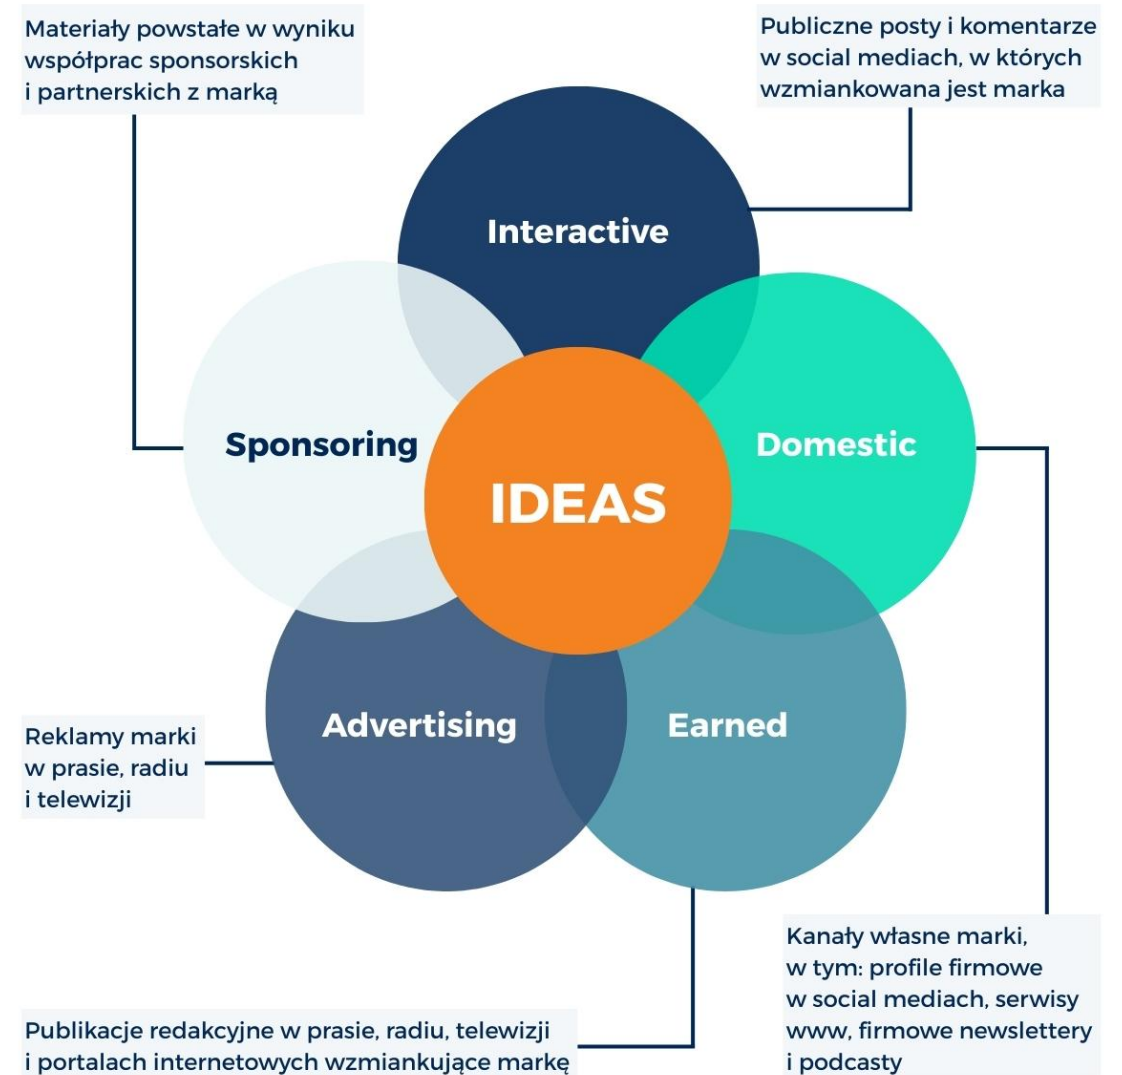 Materiały powstałe w wyniku
współprac sponsorskich
i partnerskich z marką
Publiczne posty i komentarze
w social mediach, w których
wzmiankowana jest marka
Interactive
Sponsoring
Domestic
IDEAS
Advertising
Earned
Reklamy marki
w prasie, radiu
i telewizji
Kanały własne marki,
w tym: profile firmowe
w social mediach, serwisy
www, firmowe newslettery
i podcasty
Publikacje redakcyjne w prasie, radiu, telewizji
i portalach internetowych wzmiankujące markę